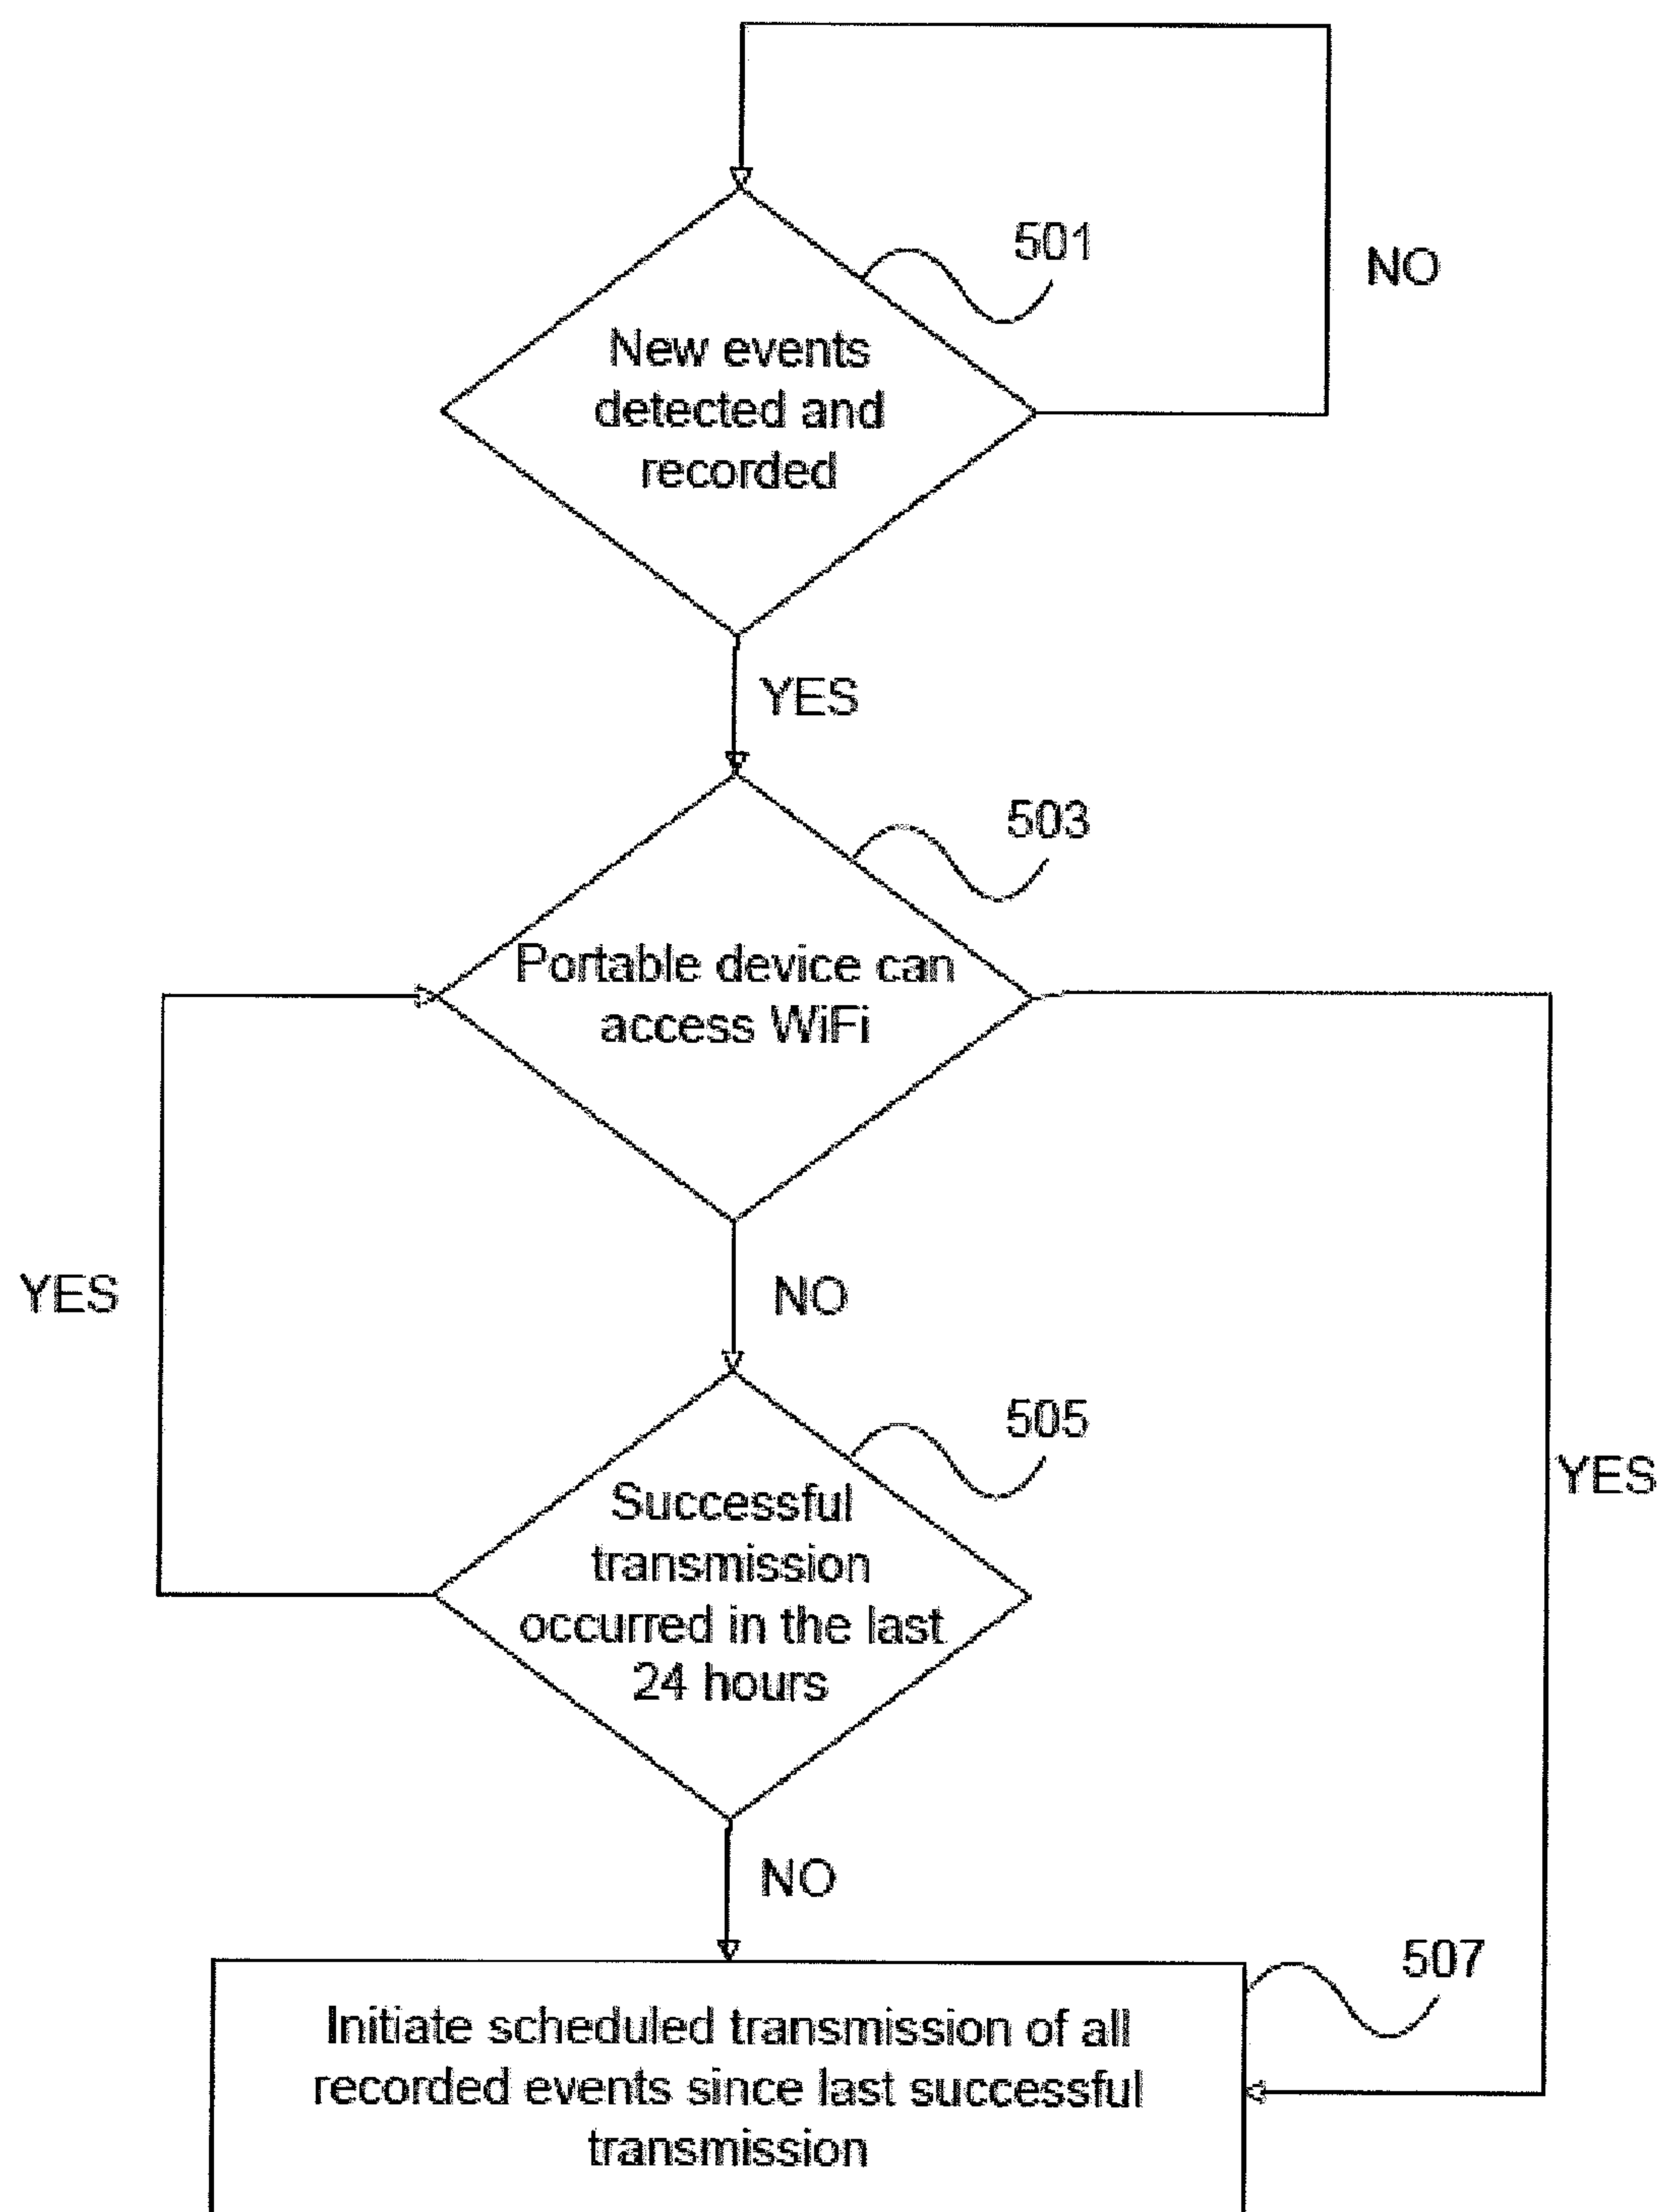 501
NO
New events
detected and
recorded
YES
503
Portable device can
access WiFi
YES
NO
505
YES
Successful
transmission
occurred in the last
24 hours
NO
507
Initiate scheduled transmission of all
recorded events since last successful
transmission